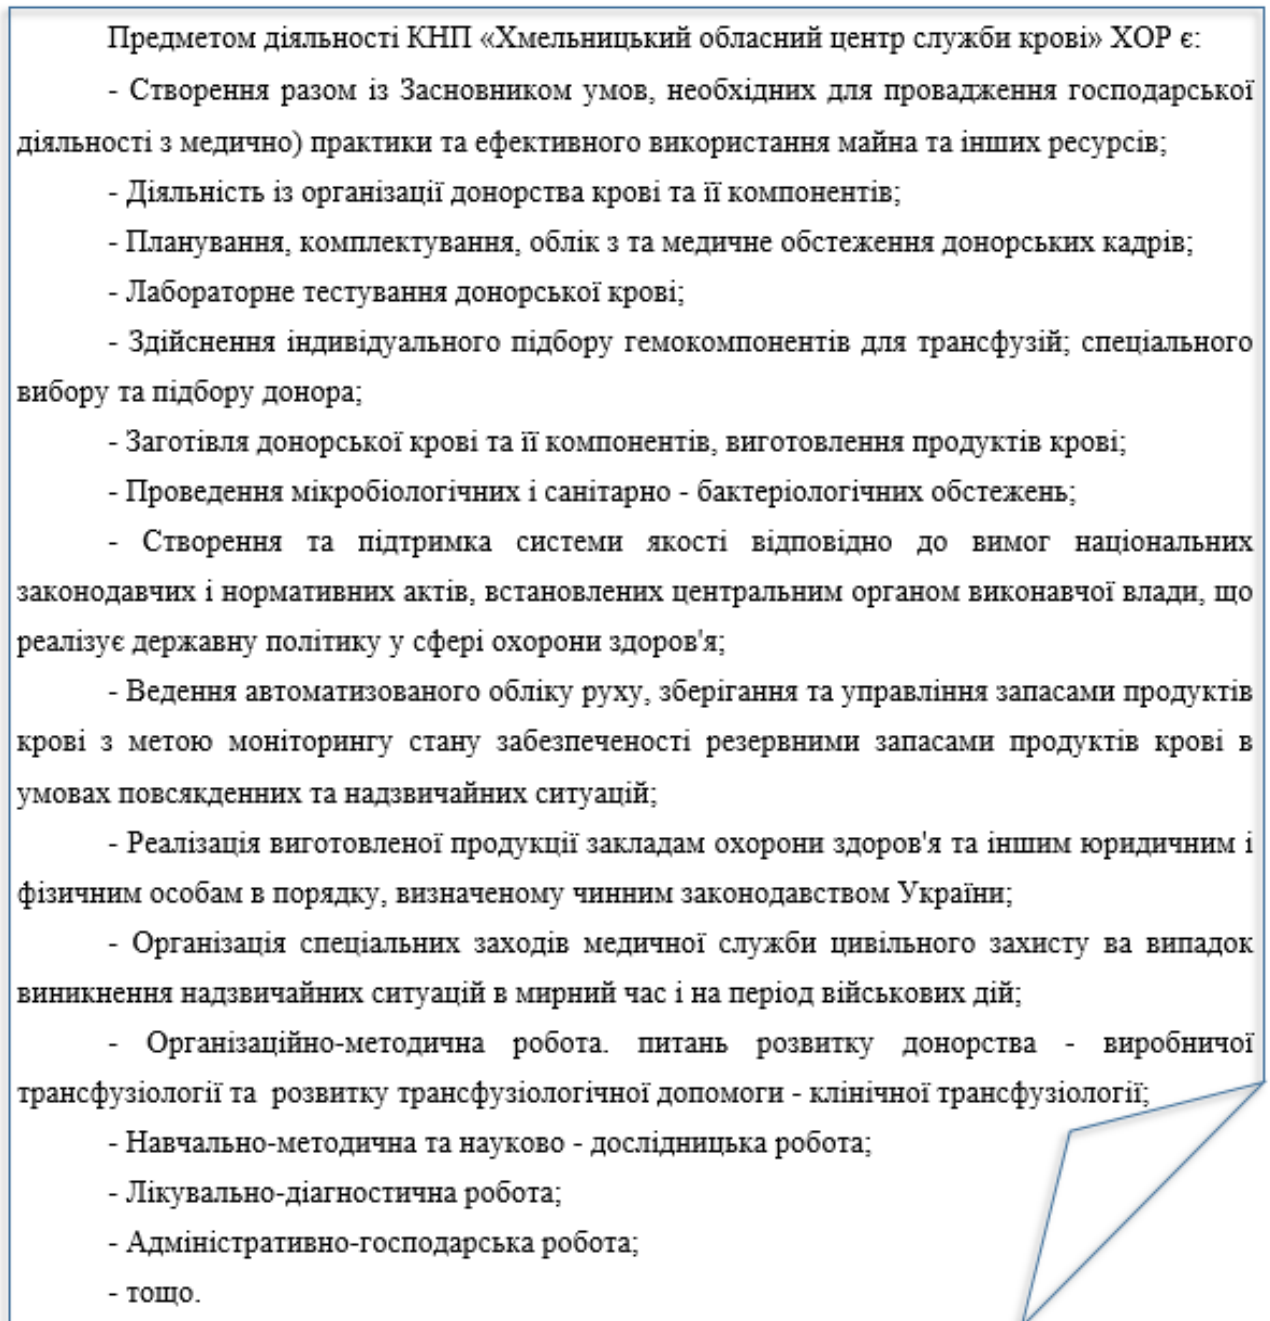 Предметом діяльності КНП «Хмельницький обласний центр служби крові» ХОР є:
- Створення разом із Засновником умов, необхідних для провадження господарської
діяльності з медично) практики та ефективного використання майна та інших ресурсів;
- Діяльність із організації донорства крові та її компонентів;
- Планування, комплектування, облік з та медичне обстеження донорських кадрів;
- Лабораторне тестування донорської крові;
- Здійснення індивідуального підбору гемокомпонентів для трансфузій; спеціального
вибору та підбору донора;
- Заготівля донорської крові та її компонентів, виготовлення продуктів крові;
- Проведення мікробіологічних і санітарно - бактеріологічних обстежень;
- Створення та підтримка системи якості відповідно до вимог національних
законодавчих і нормативних актів, встановлених центральним органом виконавчої влади, що
реалізує державну політику у сфері охорони здоров'я;
- Ведення автоматизованого обліку руху, зберігання та управління запасами продуктів
крові з метою моніторингу стану забезпеченості резервними запасами продуктів крові в
умовах повсякденних та надзвичайних ситуацій;
- Реалізація виготовленої продукції закладам охорони здоров'я та іншим юридичним і
фізичним особам в порядку, визначеному чинним законодавством України;
- Організація спеціальних заходів медичної служби цивільного захисту ва випадок
виникнення надзвичайних ситуацій в мирний час і на період військових дій;
- Організаційно-методична робота. питань розвитку донорства - виробничої
трансфузіології та розвитку трансфузіологічної допомоги - клінічної трансфузіології;
- Навчально-методична та науково - дослідницька робота;
- Лікувально-діагностична робота;
- Адміністративно-господарська робота;
- тощо.